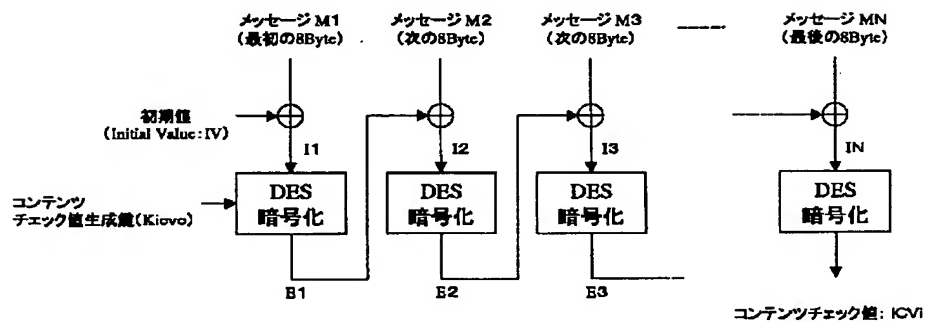 メッセージ M1
(最初の8Byte)
メッセージ M2
(次の8Byte)
メッセージ M3
(次の8Byte)
メッセージ MN
(最後の8Byte)
初期値
(Initial Value:IV)
I1
I2
I3
IN
コンテンツ
チェック値生成鍵(Kicvc)
DES
暗号化
DES
暗号化
DES
暗号化
DES
暗号化
E1
E2
E3
コンテンツチェック値: ICVi